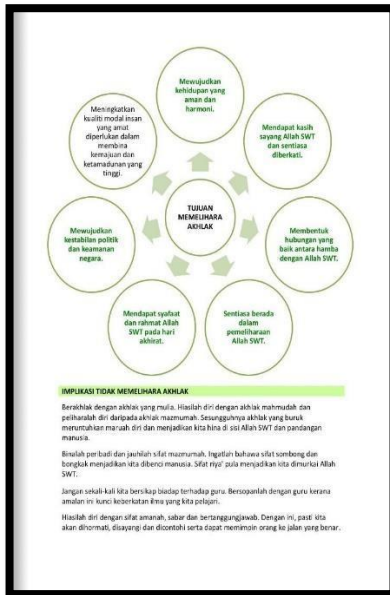 Mewujudkan
kehidupan yang
aman dan
harmoni.
Mendapat kasih
sayang Allah SWT
dan sentiasa
diberkati.
Membentuk
hubungan yang
baik antara hamba
dengan Allah SWT.
Sentiasa berada
dalam
pemeliharaan
Allah SWT.
Mendapat syafaat
dan rahmat Allah
SWT pada hari
akhirat.
Mewujudkan
kestabilan politik
dan keamanan
negara.
Meningkatkan
kualiti modal insan
yang amat
diperlukan dalam
membina
kemajuan dan
ketamadunan yang
tinggi.
TUJUAN
MEMELIHARA
AKHLAK
IMPLIKASI TIDAK MEMELIHARA AKHLAK
Berakhlak dengan akhlak yang mulia. Hiasilah diri dengan akhlak mahmudah dan
peliharalah diri daripada akhlak mazmumah. Sesungguhnya akhlak yang buruk
meruntuhkan maruah diri dan menjadikan kita hina di sisi Allah SWT dan pandangan
manusia.
Binalah peribadi dan jauhilah sifat mazmumah. Ingatlah bahawa sifat sombong dan
bongkak menjadikan kita dibenci manusia. Sifat riya' pula menjadikan kita dimurkai Allah
SWT.
Jangan sekali-kali kita bersikap biadap terhadap guru. Bersopanlah dengan guru kerana
amalan ini kunci keberkatan ilmu yang kita pelajari.
Hiasilah diri dengan sifat amanah, sabar dan bertanggungjawab. Dengan ini, pasti kita
akan dihormati, disayangi dan dicontohi serta dapat memimpin orang ke jalan yang benar.